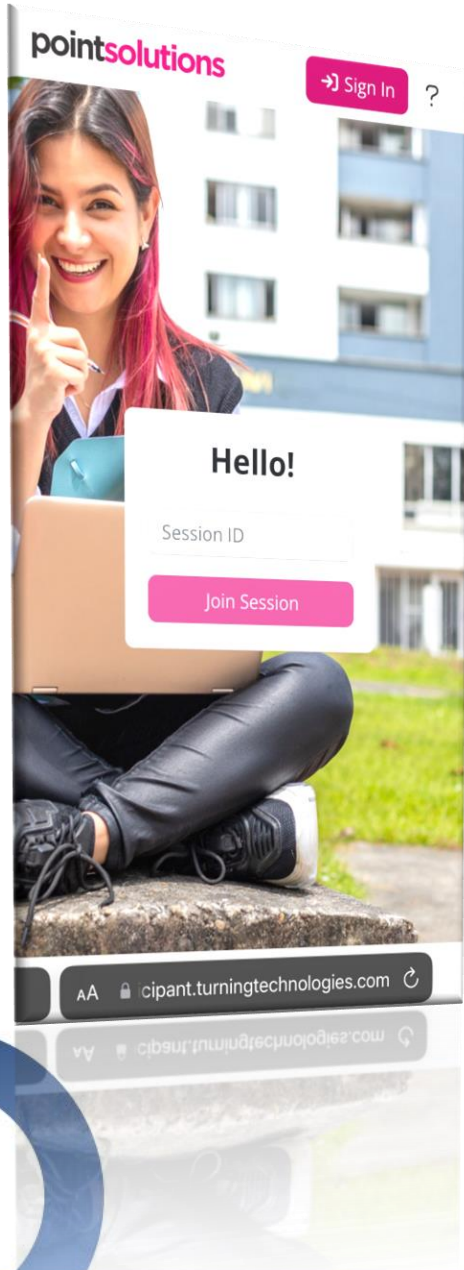 pointsolutions
Sign In ?
Hello!
Session ID
Join Session
AA cipant.turningtechnologies.com